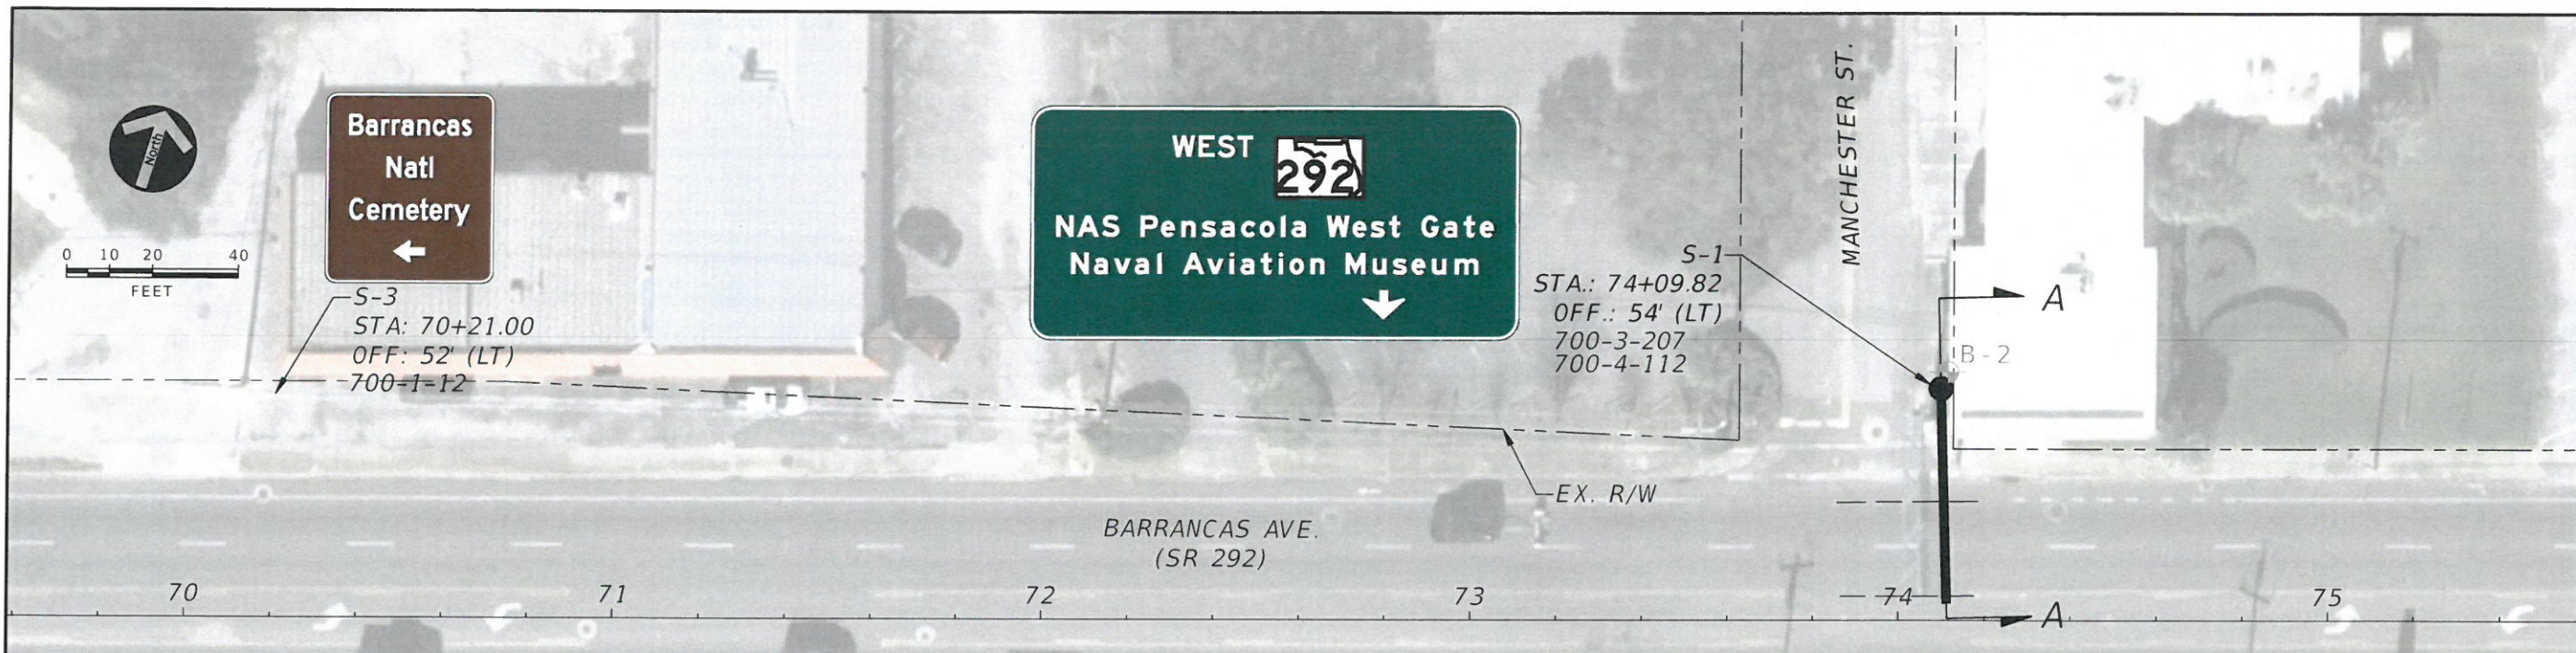 North
0 10 20 40
FEET
Barrancas
Natl
Cemetery
S-3
STA: 70+21.00
OFF: 52' (LT)
700-1-12
WEST
292
NAS Pensacola West Gate
Naval Aviation Museum
S-1
STA.: 74+09.82
OFF.: 54' (LT)
700-3-207
700-4-112
MANCHESTER ST.
A
B-2
EX. R/W
BARRANCAS AVE.
(SR 292)
70 71 72 73 74 75
A